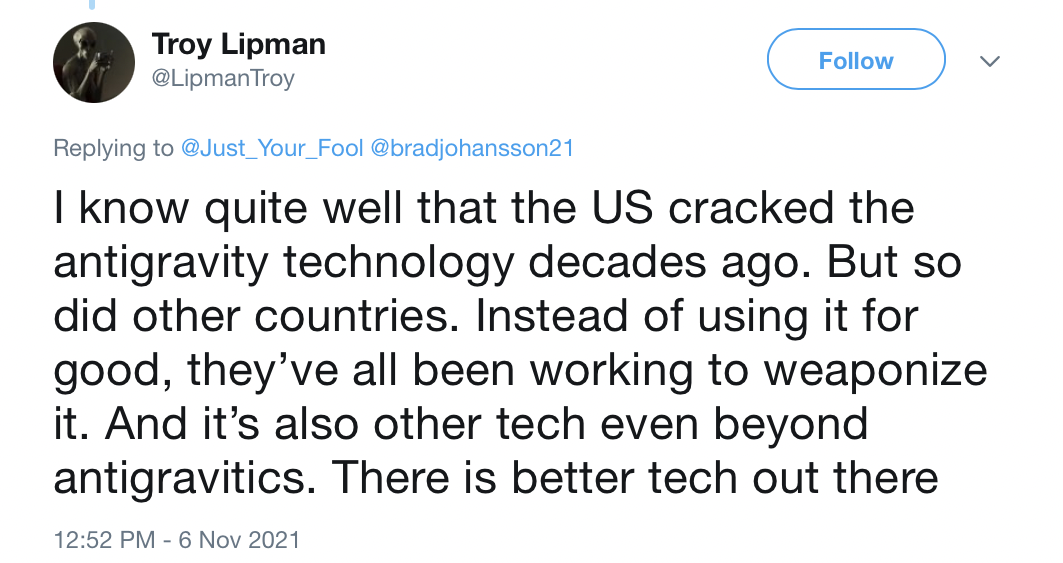 Troy Lipman
@LipmanTroy
Follow
Replying to @Just_Your_Fool @bradjohansson21
I know quite well that the US cracked the
antigravity technology decades ago. But so
did other countries. Instead of using it for
good, they’ve all been working to weaponize
it. And it’s also other tech even beyond
antigravitics. There is better tech out there
12:52 PM - 6 Nov 2021